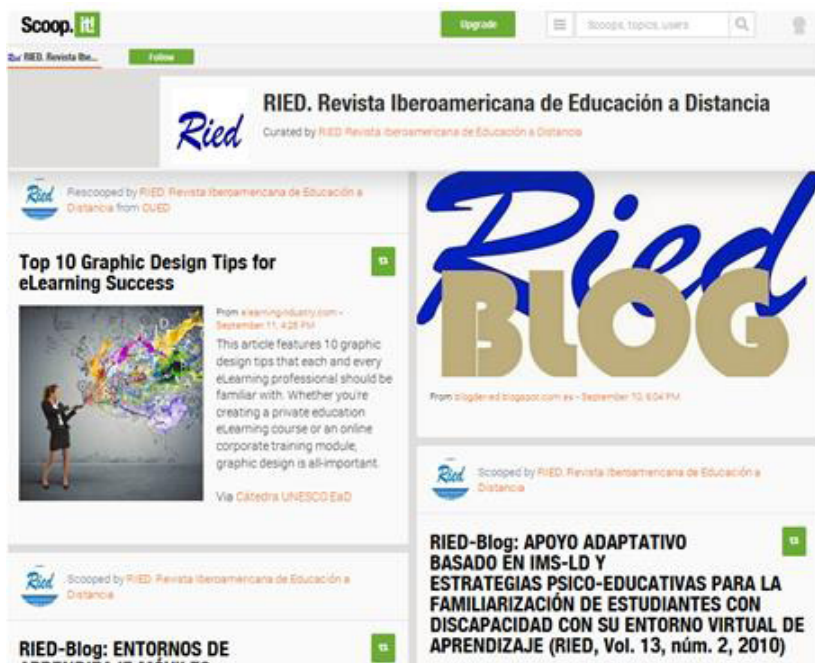 Scoop.it!
Upgrade
Scoops, topics, users
RIED. Revista Ibe...
Follow
Ried
RIED. Revista Iberoamericana de Educación a Distancia
Curated by RIED Revista Iberoamericana de Educación a Distancia
Ried
Rescooped by RIED. Revista Iberoamericana de Educación a
Distancia from CUED
Top 10 Graphic Design Tips for
eLearning Success
From elearningindustry.com -
September 11, 4:25 PM
This article features 10 graphic
design tips that each and every
eLearning professional should be
familiar with. Whether you're
creating a private education
eLearning course or an online
corporate training module,
graphic design is all-important.
Via Cátedra UNESCO EaD
Ried
Scooped by RIED. Revista Iberoamericana de Educación a
Distancia
RIED-Blog: ENTORNOS DE
APRENDIZAJE MÓVILES
Ried
BLOG
From blogderied.blogspot.com.es - September 10, 6:04 PM
Ried
Scooped by RIED. Revista Iberoamericana de Educación a
Distancia
RIED-Blog: APOYO ADAPTATIVO
BASADO EN IMS-LD Y
ESTRATEGIAS PSICO-EDUCATIVAS PARA LA
FAMILIARIZACIÓN DE ESTUDIANTES CON
DISCAPACIDAD CON SU ENTORNO VIRTUAL DE
APRENDIZAJE (RIED, Vol. 13, núm. 2, 2010)